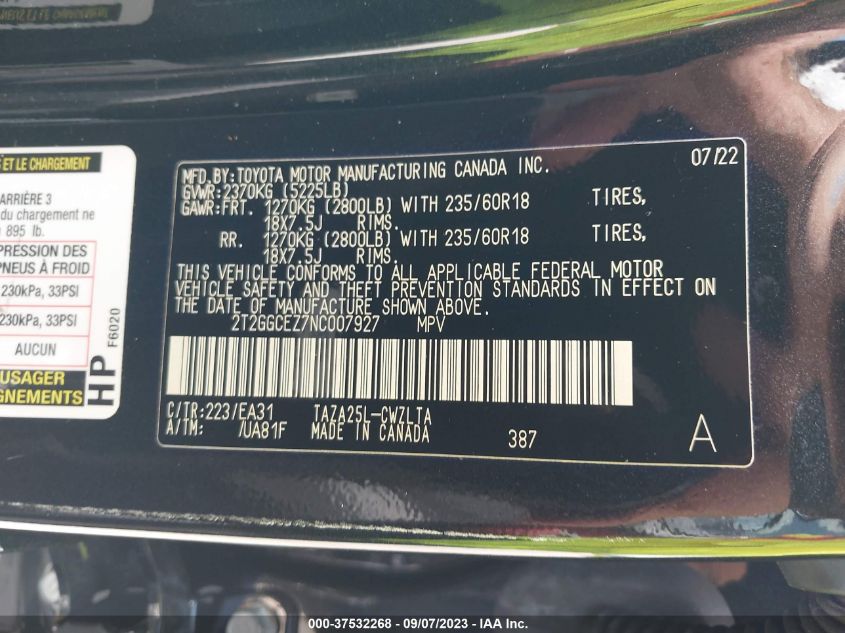 S ET LE CHARGEMENT
ARRIÈRE 3
du chargement ne
895 lb.
PRESSION DES
PNEUS À FROID
230kPa, 33PSI
230kPa, 33PSI
AUCUN
USAGER
GNEMENTS
HP
F6020
MFD.BY:TOYOTA MOTOR MANUFACTURING CANADA INC. 07/22
GVWR:2370KG (5225LB)
GAWR:FRT. 1270KG (2800LB) WITH 235/60R18 TIRES,
18X7.5J RIMS.
RR. 1270KG (2800LB) WITH 235/60R18 TIRES,
18X7.5J RIMS.
THIS VEHICLE CONFORMS TO ALL APPLICABLE FEDERAL MOTOR
VEHICLE SAFETY AND THEFT PREVENTION STANDARDS IN EFFECT ON
THE DATE OF MANUFACTURE SHOWN ABOVE.
2T2GGCEZ7NC007927 MPV
C/TR:223/EA31 TAZA25L-CWZLTA
A/TM: /UA81F MADE IN CANADA 387 A
000-37532268 - 09/07/2023 - IAA Inc.